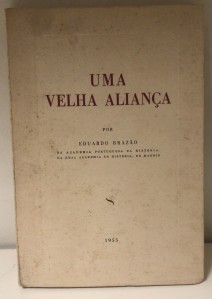 UMA
VELHA ALIANÇA
POR
EDUARDO BRAZÃO
DA ACADEMIA PORTUGUESA DA HISTÓRIA,
DA REAL ACADEMIA DE HISTÓRIA, DE MADRID
1955